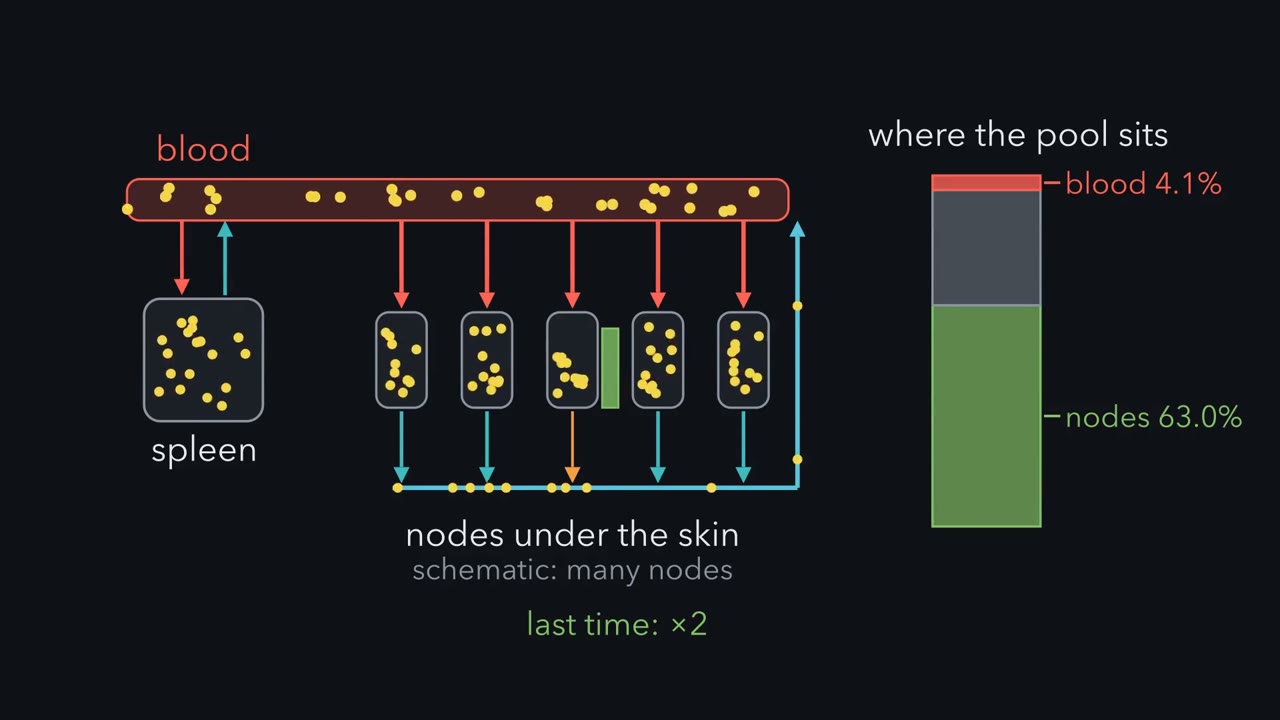 blood
where the pool sits
blood 4.1%
nodes 63.0%
spleen
nodes under the skin
schematic: many nodes
last time: ×2